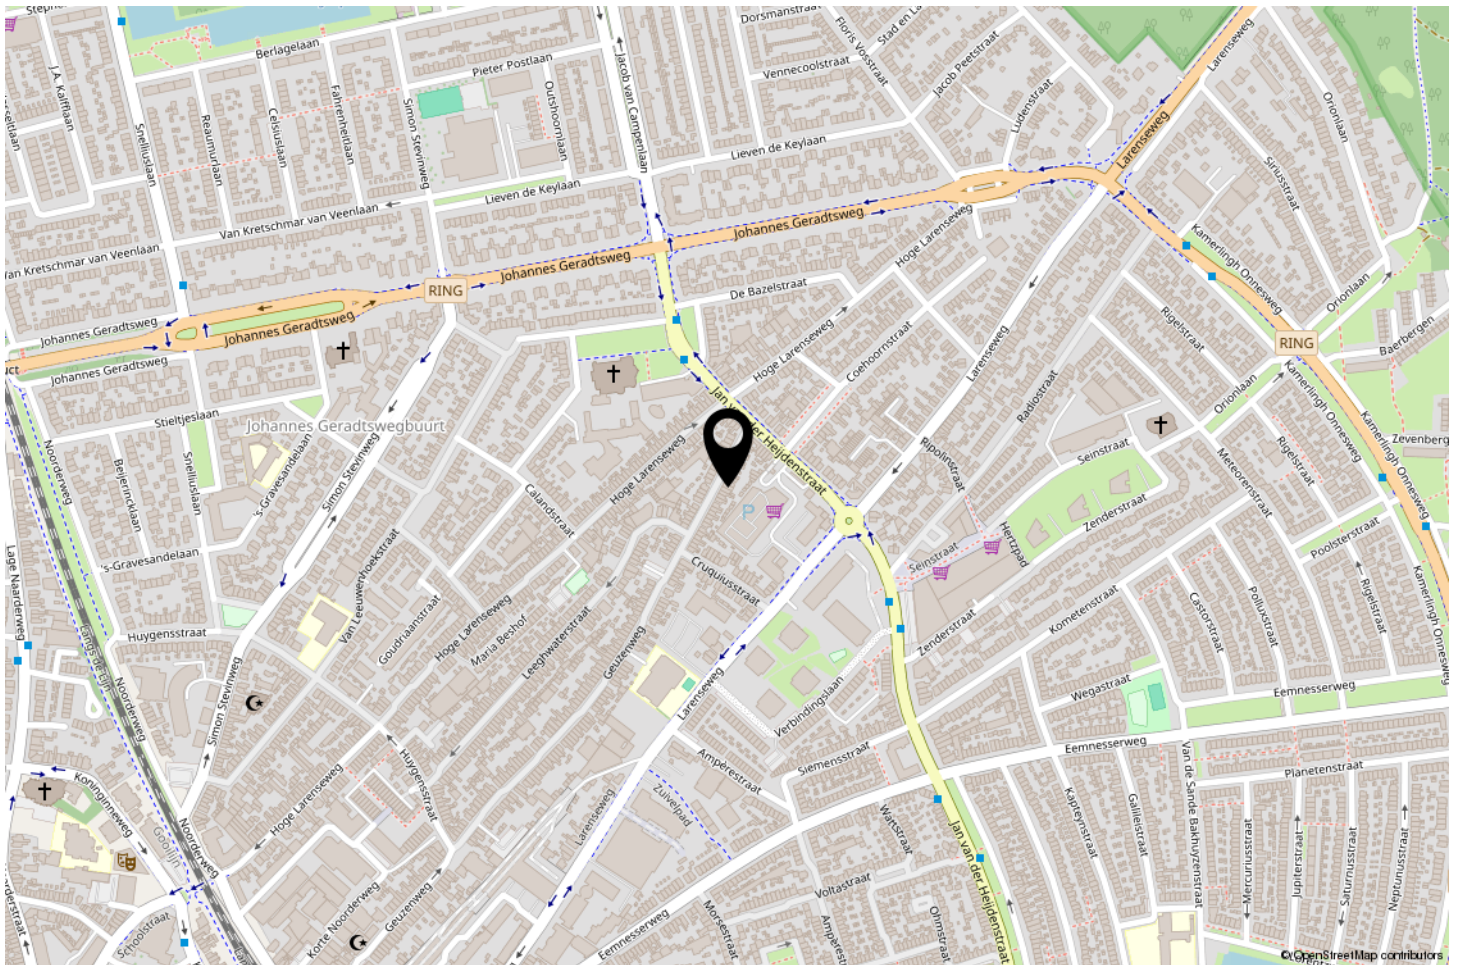 Dorsmanstraat
Berlagelaan
Pieter Postlaan
Jacob van Campenlaan
Floris Vosstraat
Vennecoolstraat
Jacob Peetstraat
Larenseweg
J.A. Kalfflaan
Snelliuslaan
Reaumurlaan
Celsiuslaan
Fahrenheitlaan
Simon Stevinweg
Outshoornlaan
Ludenstraat
Larenseweg
Orionlaan
Lieven de Keylaan
Siriusstraat
Lieven de Keylaan
Van Kretschmar van Veenlaan
Van Kretschmar van Veenlaan
Johannes Geradtsweg
Hoge Larenseweg
Kamerlingh Onnesweg
Johannes Geradtsweg
RING
De Bazelstraat
Orionlaan
Johannes Geradtsweg
Johannes Geradtsweg
Rigelstraat
RING
Baerbergen
Johannes Geradtsweg
Hoge Larenseweg
Coehoornstraat
Larenseweg
Stieltjeslaan
Johannes Geradtswegbuurt
Jan van der Heijdenstraat
Radiostraat
Orionlaan
Kamerlingh Onnesweg
Kamerlingh Onnesweg
Zevenberg
Noorderweg
Beijerincklaan
Snelliuslaan
's-Gravesandelaan
Simon Stevinweg
Hoge Larenseweg
Ripolinstraat
Seinstraat
Meteorenstraat
Rigelstraat
Calandstraat
P
Zenderstraat
Hertzpad
Poolsterstraat
's-Gravesandelaan
Lage Naarderweg
Van Leeuwenhoekstraat
Cruquiusstraat
Seinstraat
Kometenstraat
Castorstraat
Polluxstraat
Rigelstraat
Kamerlingh Onnesweg
Huygensstraat
Goudriaanstraat
Hoge Larenseweg
Maria Beshof
Leeghwaterstraat
Geuzenweg
Zenderstraat
Langs de Lijn
Noorderweg
Simon Stevinweg
Larenseweg
Verbindingslaan
Wegastraat
Eemnesserweg
Eemnesserweg
Siemensstraat
Ampèrestraat
Huygensstraat
Van de Sande Bakhuyzenstraat
Planetenstraat
Koninginneweg
Gooilijn
Noorderweg
Hoge Larenseweg
Larenseweg
Zuivelpad
Wattstraat
Jan van der Heijdenstraat
Kapteynstraat
Galileïstraat
Mercuriusstraat
Jupiterstraat
Saturnusstraat
Neptunusstraat
Voltastraat
Schoolstraat
Korte Noorderweg
Geuzenweg
Eemnesserweg
Morsestraat
Ohmstraat
© OpenStreetMap contributors